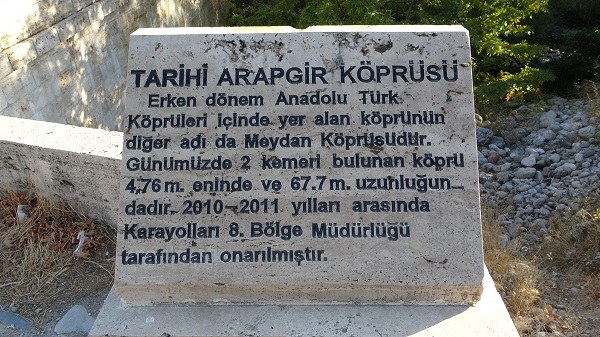 TARİHİ ARAPGİR KÖPRÜSÜ
Erken dönem Anadolu Türk
Köprüleri içinde yer alan köprünün
diğer adı da Meydan Köprüsüdür.
Günümüzde 2 kemeri bulunan köprü
4,76 m. eninde ve 67.7 m. uzunluğun_
dadır. 2010-2011 yılları arasında
Karayolları 8. Bölge Müdürlüğü
tarafından onarılmıştır.